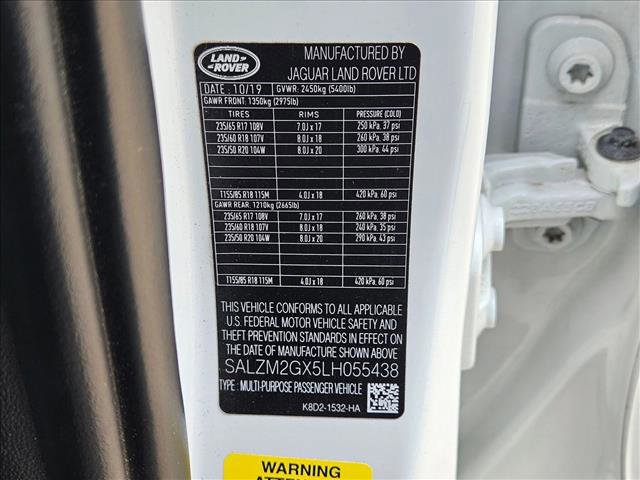 LAND ROVER
MANUFACTURED BY
JAGUAR LAND ROVER LTD
DATE : 10/19 GVWR: 2450kg (5400lb)
GAWR FRONT: 1350kg (2975lb)
TIRES RIMS PRESSURE (COLD)
235/65 R17 108V 7.0J x 17 250 kPa, 37 psi
235/60 R18 107V 8.0J x 18 260 kPa, 38 psi
235/50 R20 104W 8.0J x 20 300 kPa, 44 psi
T155/85 R18 115M 4.0J x 18 420 kPa, 60 psi
GAWR REAR: 1210kg (2665lb)
235/65 R17 108V 7.0J x 17 260 kPa, 38 psi
235/60 R18 107V 8.0J x 18 240 kPa, 35 psi
235/50 R20 104W 8.0J x 20 290 kPa, 43 psi
T155/85 R18 115M 4.0J x 18 420 kPa, 60 psi
THIS VEHICLE CONFORMS TO ALL APPLICABLE
U.S. FEDERAL MOTOR VEHICLE SAFETY AND
THEFT PREVENTION STANDARDS IN EFFECT ON
THE DATE OF MANUFACTURE SHOWN ABOVE
SALZM2GX5LH055438
TYPE : MULTI-PURPOSE PASSENGER VEHICLE
K8D2-1532-HA
WARNING